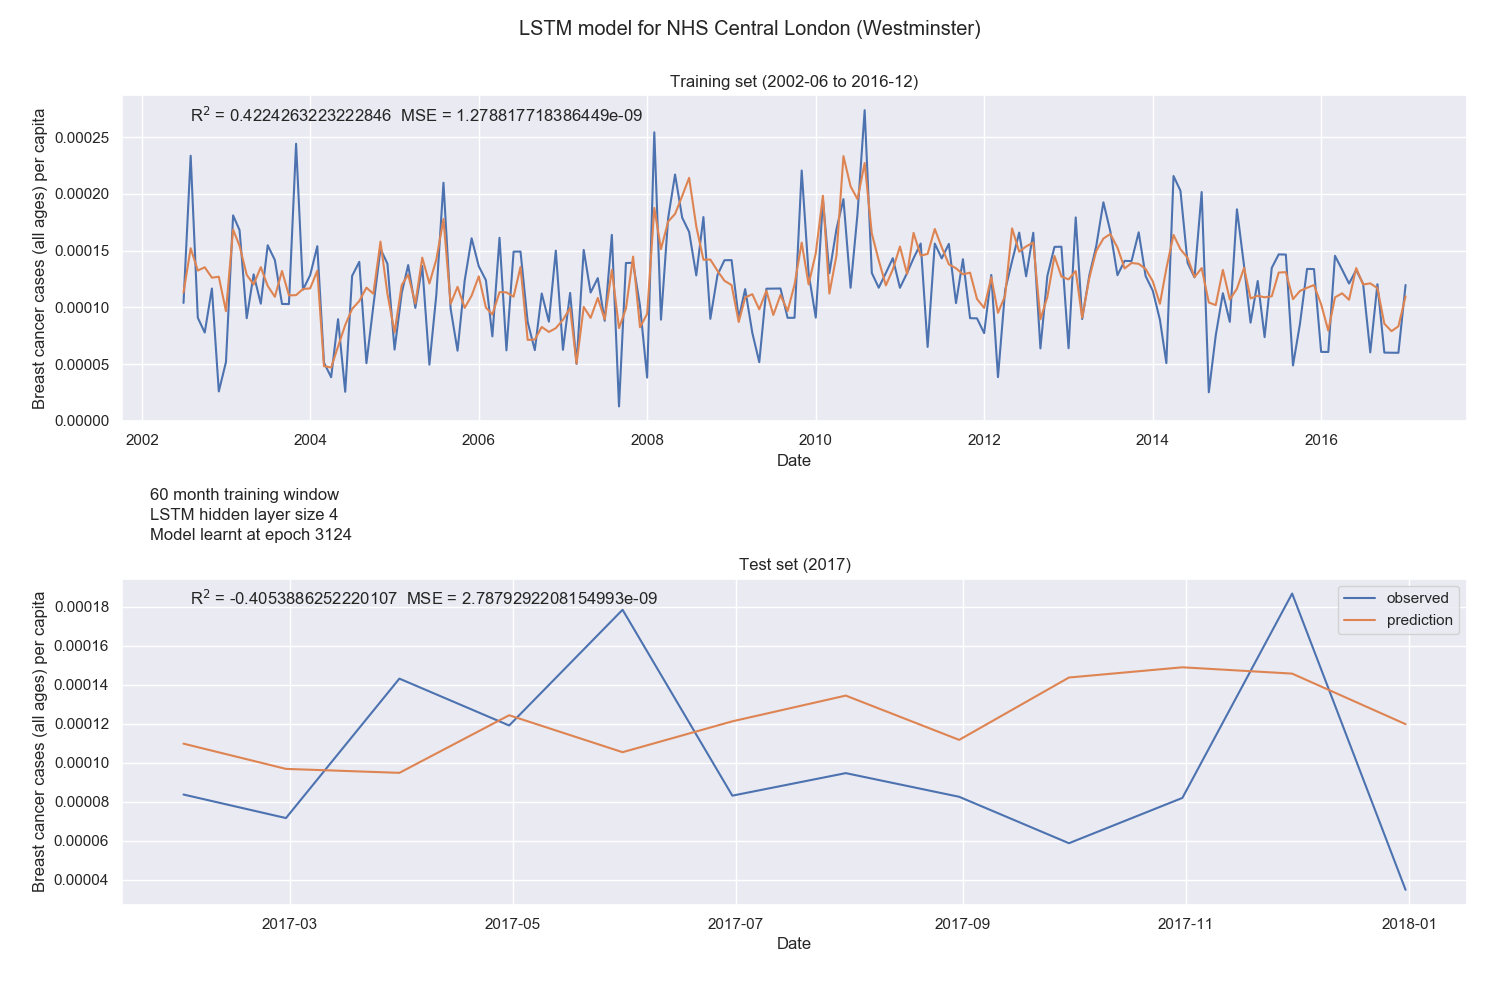 LSTM model for NHS Central London (Westminster)
Training set (2002-06 to 2016-12)
R² = 0.4224263223222846  MSE = 1.278817718386449e-09
Breast cancer cases (all ages) per capita
0.00025
0.00020
0.00015
0.00010
0.00005
0.00000
2002 2004 2006 2008 2010 2012 2014 2016
Date
60 month training window
LSTM hidden layer size 4
Model learnt at epoch 3124
Test set (2017)
R² = -0.4053886252220107  MSE = 2.7879292208154993e-09
observed
prediction
Breast cancer cases (all ages) per capita
0.00018
0.00016
0.00014
0.00012
0.00010
0.00008
0.00006
0.00004
2017-03 2017-05 2017-07 2017-09 2017-11 2018-01
Date